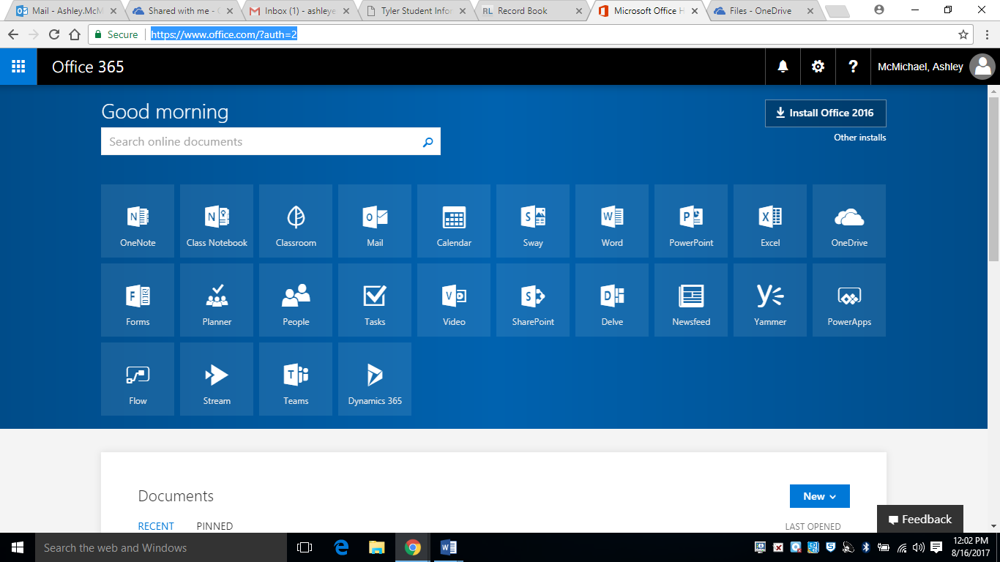 Mail - Ashley.McM
Shared with me -
Inbox (1) - ashleye
Tyler Student Infor
RL Record Book
Microsoft Office H
Files - OneDrive
Secure https://www.office.com/?auth=2
Office 365
? McMichael, Ashley
Good morning
Install Office 2016
Search online documents
Other installs
OneNote Class Notebook Classroom Mail Calendar Sway Word PowerPoint Excel OneDrive
Forms Planner People Tasks Video SharePoint Delve Newsfeed Yammer PowerApps
Flow Stream Teams Dynamics 365
Documents
New
Feedback
RECENT PINNED LAST OPENED
Search the web and Windows
12:02 PM
8/16/2017